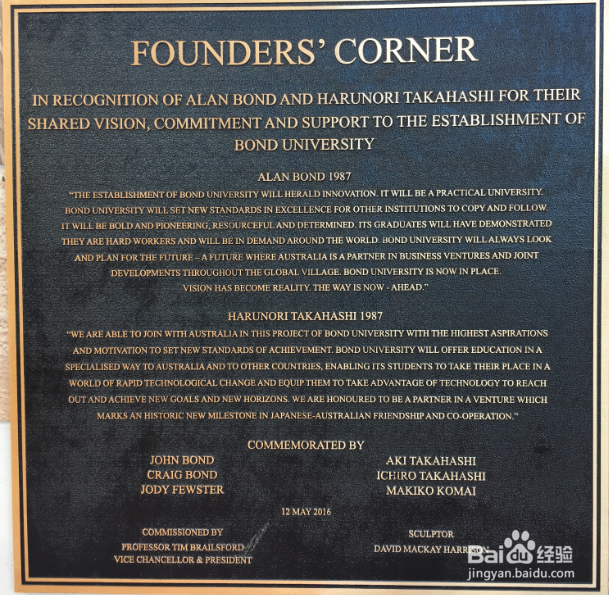 FOUNDERS' CORNER
IN RECOGNITION OF ALAN BOND AND HARUNORI TAKAHASHI FOR THEIR
SHARED VISION, COMMITMENT AND SUPPORT TO THE ESTABLISHMENT OF
BOND UNIVERSITY
ALAN BOND 1987
"THE ESTABLISHMENT OF BOND UNIVERSITY WILL HERALD INNOVATION. IT WILL BE A PRACTICAL UNIVERSITY.
BOND UNIVERSITY WILL SET NEW STANDARDS IN EXCELLENCE FOR OTHER INSTITUTIONS TO COPY AND FOLLOW.
IT WILL BE BOLD AND PIONEERING, RESOURCEFUL AND DETERMINED. ITS GRADUATES WILL HAVE DEMONSTRATED
THEY ARE HARD WORKERS AND WILL BE IN DEMAND AROUND THE WORLD. BOND UNIVERSITY WILL ALWAYS LOOK
AND PLAN FOR THE FUTURE – A FUTURE WHERE AUSTRALIA IS A PARTNER IN BUSINESS VENTURES AND JOINT
DEVELOPMENTS THROUGHOUT THE GLOBAL VILLAGE. BOND UNIVERSITY IS NOW IN PLACE.
VISION HAS BECOME REALITY. THE WAY IS NOW - AHEAD."
HARUNORI TAKAHASHI 1987
"WE ARE ABLE TO JOIN WITH AUSTRALIA IN THIS PROJECT OF BOND UNIVERSITY WITH THE HIGHEST ASPIRATIONS
AND MOTIVATION TO SET NEW STANDARDS OF ACHIEVEMENT. BOND UNIVERSITY WILL OFFER EDUCATION IN A
SPECIALISED WAY TO AUSTRALIA AND TO OTHER COUNTRIES, ENABLING ITS STUDENTS TO TAKE THEIR PLACE IN A
WORLD OF RAPID TECHNOLOGICAL CHANGE AND EQUIP THEM TO TAKE ADVANTAGE OF TECHNOLOGY TO REACH
OUT AND ACHIEVE NEW GOALS AND NEW HORIZONS. WE ARE HONOURED TO BE A PARTNER IN A VENTURE WHICH
MARKS AN HISTORIC NEW MILESTONE IN JAPANESE-AUSTRALIAN FRIENDSHIP AND CO-OPERATION."
COMMEMORATED BY
JOHN BOND AKI TAKAHASHI
CRAIG BOND ICHIRO TAKAHASHI
JODY FEWSTER MAKIKO KOMAI
12 MAY 2016
COMMISSIONED BY SCULPTOR
PROFESSOR TIM BRAILSFORD DAVID MACKAY HARRISON
VICE CHANCELLOR & PRESIDENT
Baidu 经验
jingyan.baidu.com